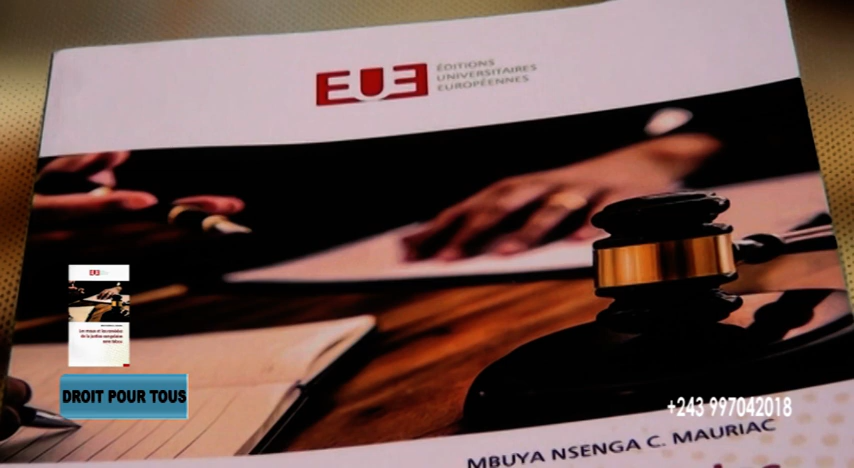 EUE
ÉDITIONS
UNIVERSITAIRES
EUROPÉENNES
DROIT POUR TOUS
+243 997042018
MBUYA NSENGA C. MAURIAC